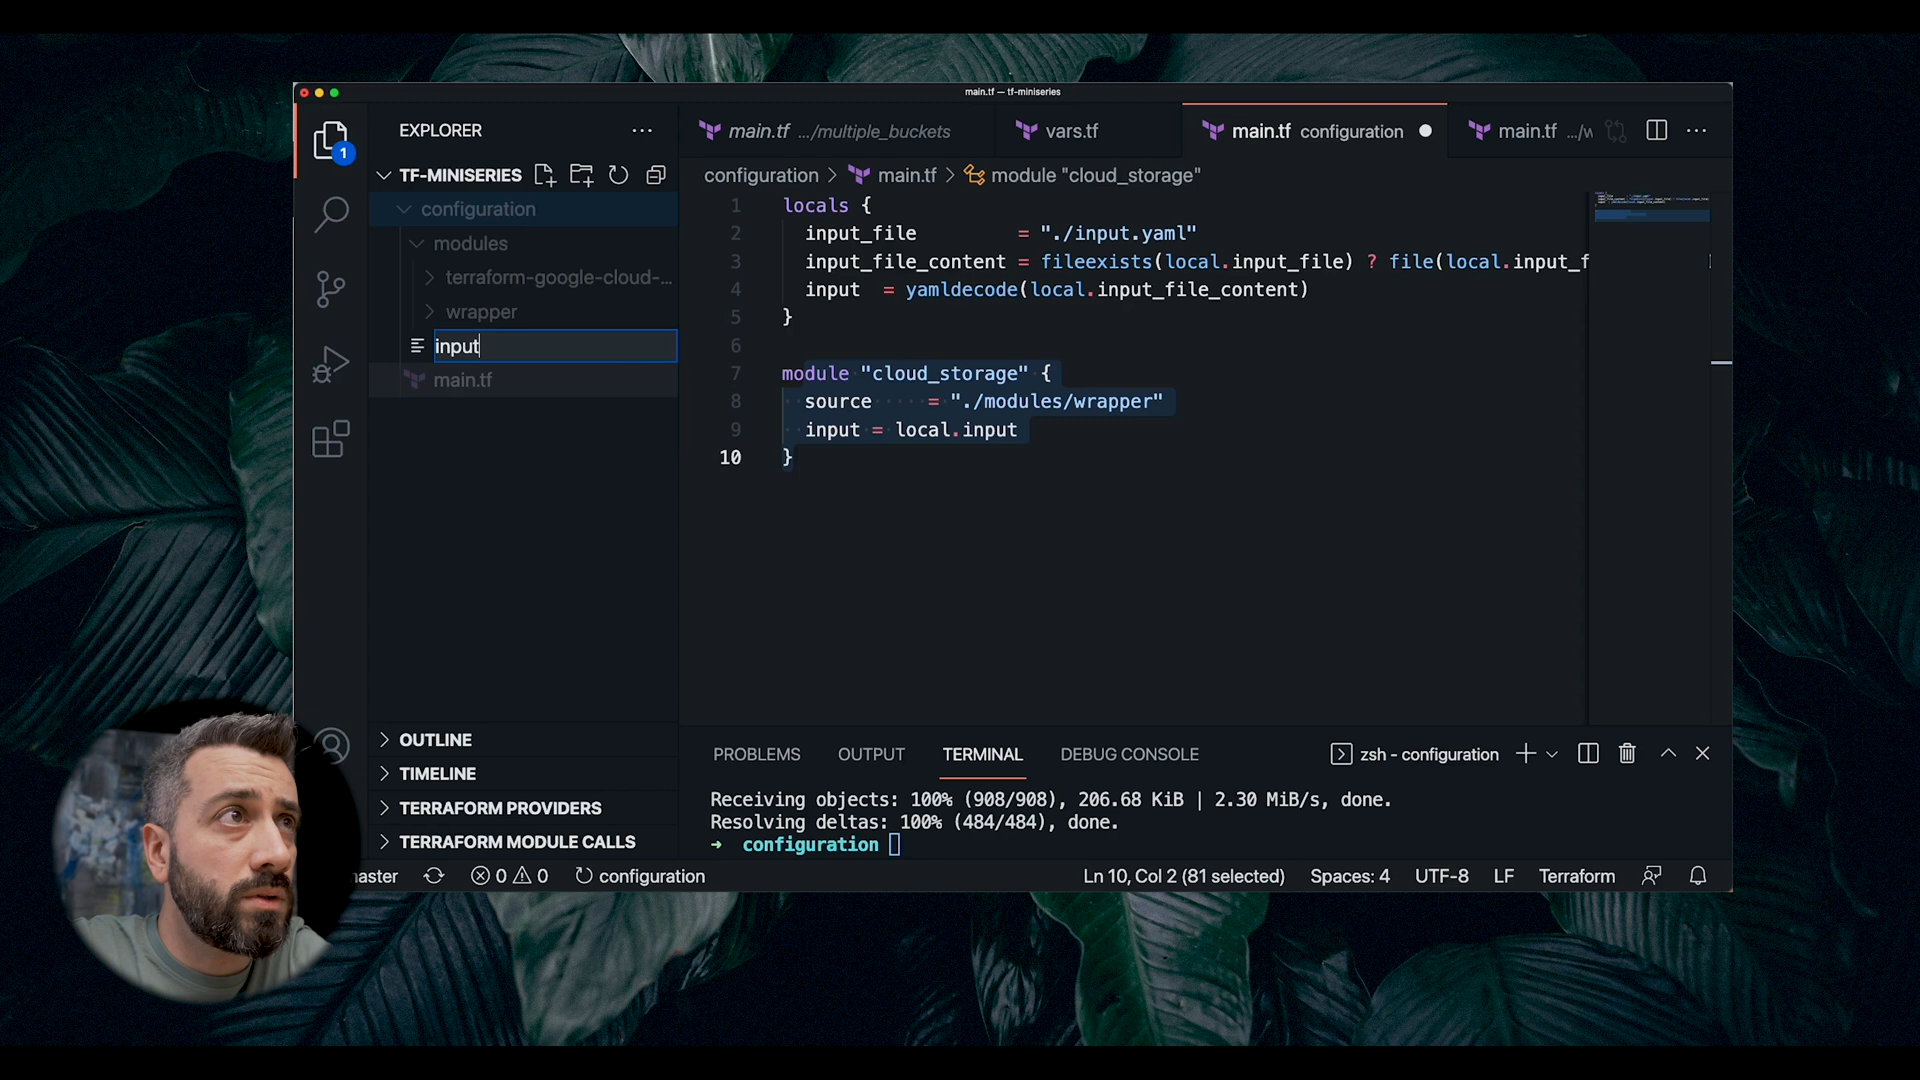 main.tf — tf-miniseries
EXPLORER
main.tf .../multiple_buckets
vars.tf
main.tf configuration
main.tf .../w
1
TF-MINISERIES
configuration > main.tf > module "cloud_storage"
configuration
modules
terraform-google-cloud-...
wrapper
input
main.tf
1 locals {
2 input_file = "./input.yaml"
3 input_file_content = fileexists(local.input_file) ? file(local.input_f
4 input = yamldecode(local.input_file_content)
5 }
6
7 module "cloud_storage" {
8 source = "./modules/wrapper"
9 input = local.input
10 }
OUTLINE
TIMELINE
TERRAFORM PROVIDERS
TERRAFORM MODULE CALLS
PROBLEMS OUTPUT TERMINAL DEBUG CONSOLE
zsh - configuration
Receiving objects: 100% (908/908), 206.68 KiB | 2.30 MiB/s, done.
Resolving deltas: 100% (484/484), done.
→ configuration
aster 0 0 configuration
Ln 10, Col 2 (81 selected) Spaces: 4 UTF-8 LF Terraform